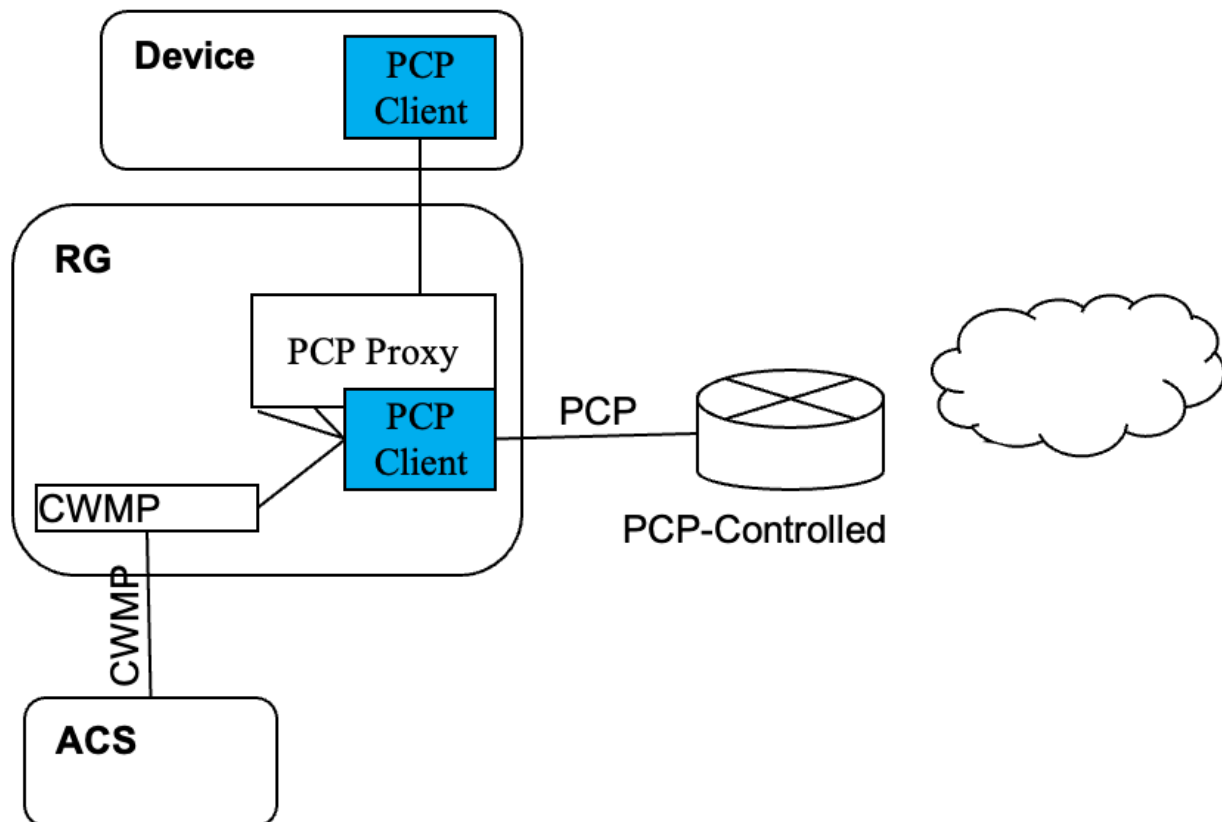 Device
PCP
Client
RG
PCP Proxy
PCP
Client
PCP
CWMP
PCP-Controlled
CWMP
ACS